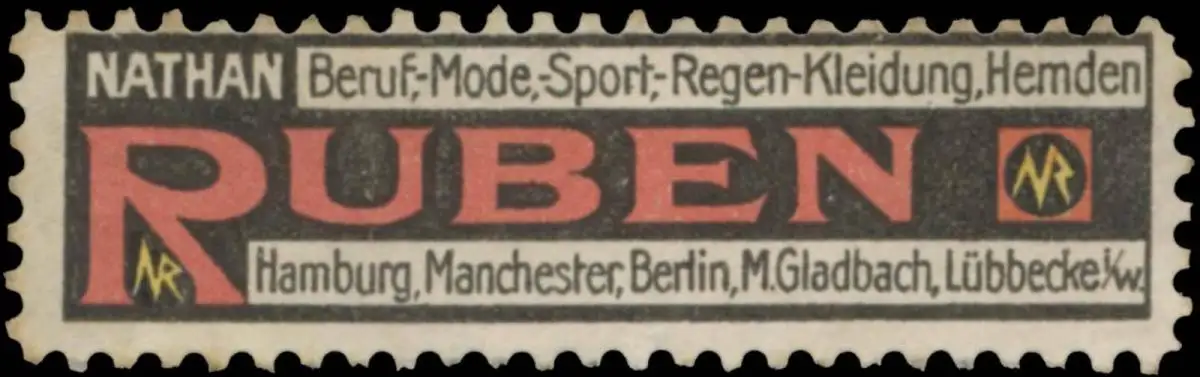 NATHAN Beruf,-Mode,-Sport,-Regen-Kleidung, Hemden
RUBEN NR
NR Hamburg, Manchester, Berlin, M.Gladbach, Lübbecke i/w.